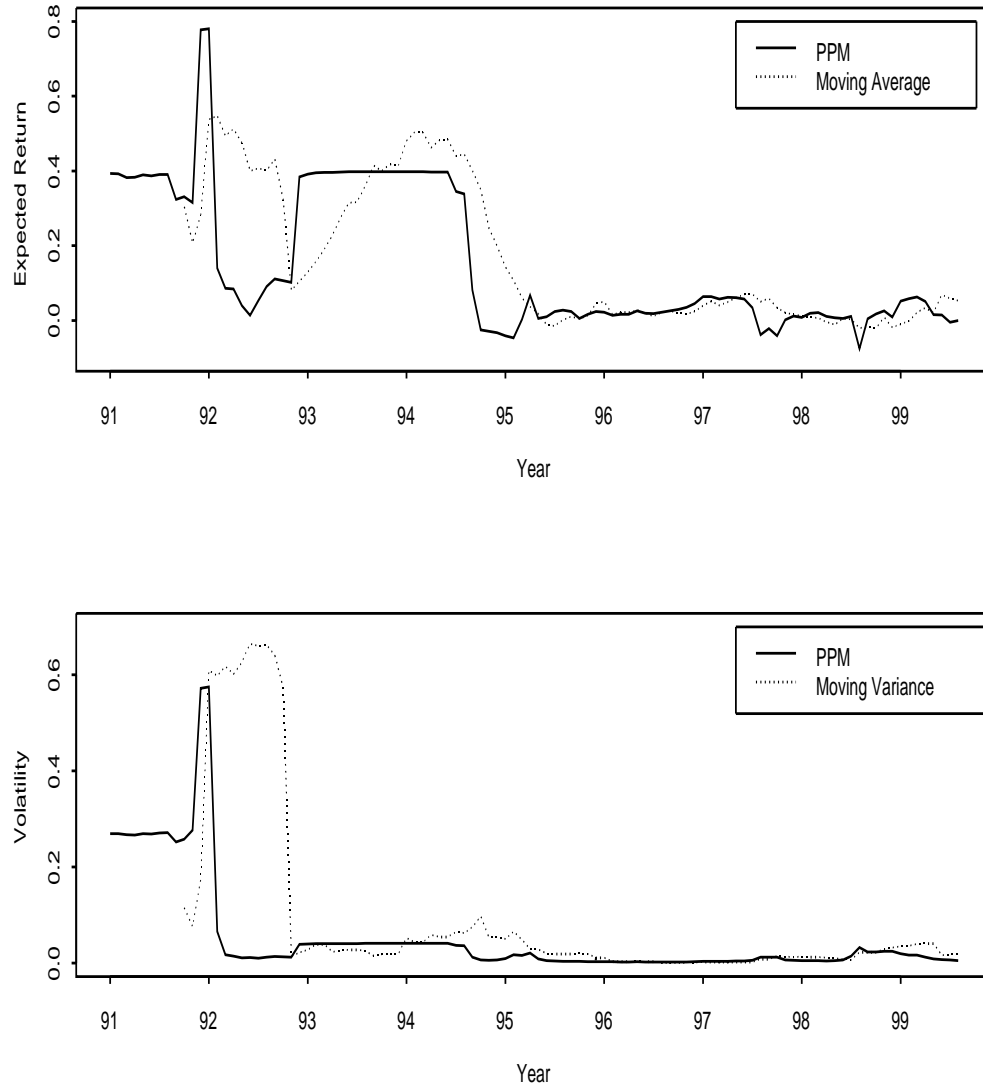 Expected Return
0.8
0.6
0.4
0.2
0.0
PPM
Moving Average
91 92 93 94 95 96 97 98 99
Year
Volatility
0.6
0.4
0.2
0.0
PPM
Moving Variance
91 92 93 94 95 96 97 98 99
Year